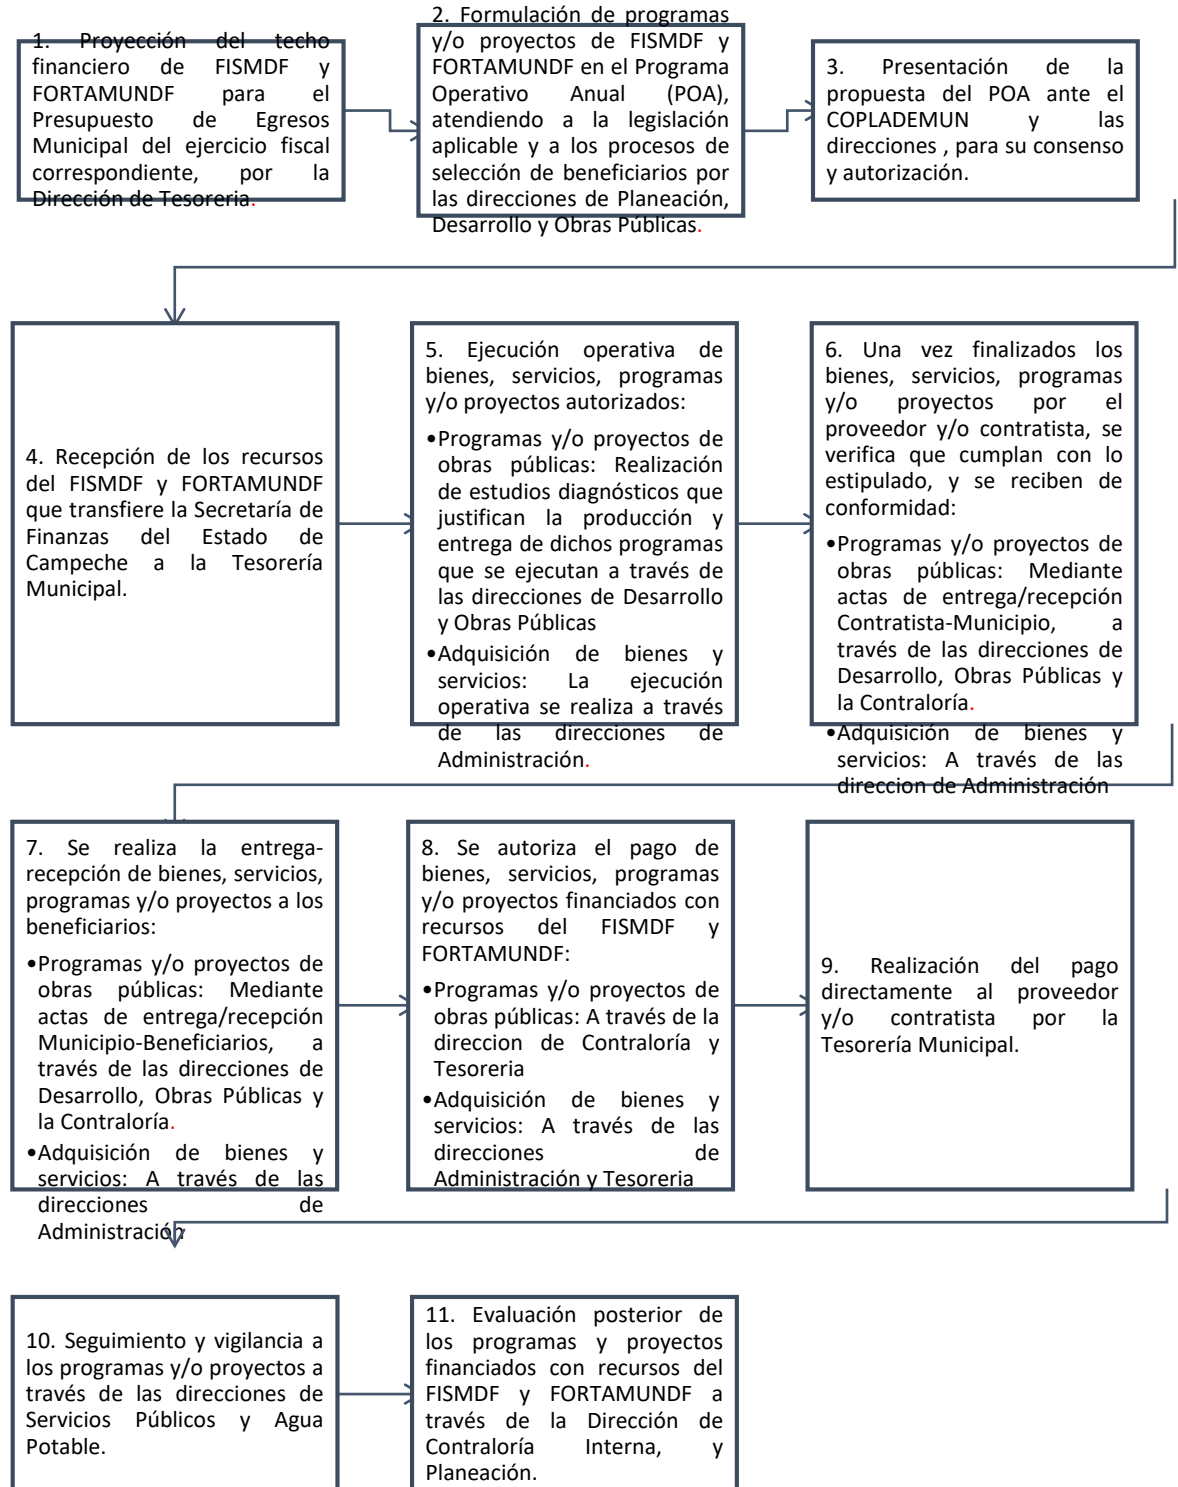 1. Proyección del techo
financiero de FISMDF y
FORTAMUNDF para el
Presupuesto de Egresos
Municipal del ejercicio fiscal
correspondiente, por la
Dirección de Tesoreria.
2. Formulación de programas
y/o proyectos de FISMDF y
FORTAMUNDF en el Programa
Operativo Anual (POA),
atendiendo a la legislación
aplicable y a los procesos de
selección de beneficiarios por
las direcciones de Planeación,
Desarrollo y Obras Públicas.
3. Presentación de la
propuesta del POA ante el
COPLADEMUN y las
direcciones , para su consenso
y autorización.
4. Recepción de los recursos
del FISMDF y FORTAMUNDF
que transfiere la Secretaría de
Finanzas del Estado de
Campeche a la Tesorería
Municipal.
5. Ejecución operativa de
bienes, servicios, programas
y/o proyectos autorizados:
•Programas y/o proyectos de
obras públicas: Realización
de estudios diagnósticos que
justifican la producción y
entrega de dichos programas
que se ejecutan a través de
las direcciones de Desarrollo
y Obras Públicas
•Adquisición de bienes y
servicios: La ejecución
operativa se realiza a través
de las direcciones de
Administración.
6. Una vez finalizados los
bienes, servicios, programas
y/o proyectos por el
proveedor y/o contratista, se
verifica que cumplan con lo
estipulado, y se reciben de
conformidad:
•Programas y/o proyectos de
obras públicas: Mediante
actas de entrega/recepción
Contratista-Municipio, a
través de las direcciones de
Desarrollo, Obras Públicas y
la Contraloría.
•Adquisición de bienes y
servicios: A través de las
direccion de Administración
7. Se realiza la entrega-
recepción de bienes, servicios,
programas y/o proyectos a los
beneficiarios:
•Programas y/o proyectos de
obras públicas: Mediante
actas de entrega/recepción
Municipio-Beneficiarios, a
través de las direcciones de
Desarrollo, Obras Públicas y
la Contraloría.
•Adquisición de bienes y
servicios: A través de las
direcciones de
Administración
8. Se autoriza el pago de
bienes, servicios, programas
y/o proyectos financiados con
recursos del FISMDF y
FORTAMUNDF:
•Programas y/o proyectos de
obras públicas: A través de la
direccion de Contraloría y
Tesoreria
•Adquisición de bienes y
servicios: A través de las
direcciones de
Administración y Tesoreria
9. Realización del pago
directamente al proveedor
y/o contratista por la
Tesorería Municipal.
10. Seguimiento y vigilancia a
los programas y/o proyectos a
través de las direcciones de
Servicios Públicos y Agua
Potable.
11. Evaluación posterior de
los programas y proyectos
financiados con recursos del
FISMDF y FORTAMUNDF a
través de la Dirección de
Contraloría Interna, y
Planeación.